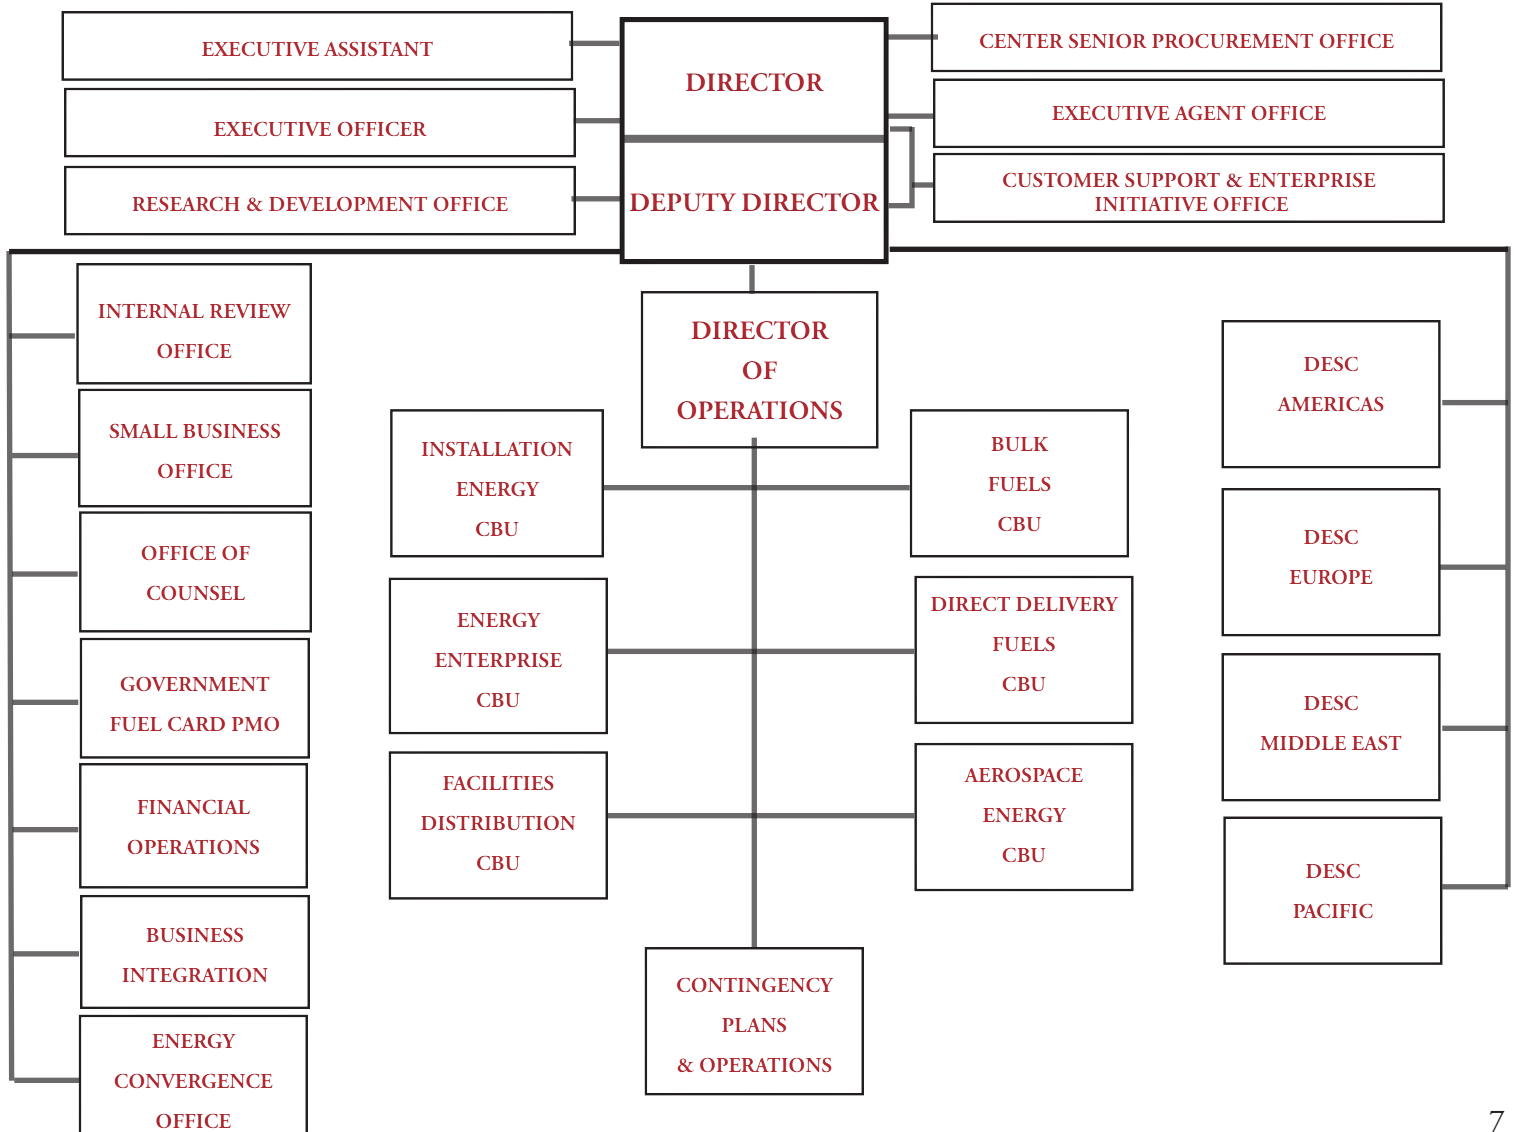 EXECUTIVE ASSISTANT
EXECUTIVE OFFICER
RESEARCH & DEVELOPMENT OFFICE
DIRECTOR
DEPUTY DIRECTOR
CENTER SENIOR PROCUREMENT OFFICE
EXECUTIVE AGENT OFFICE
CUSTOMER SUPPORT & ENTERPRISE
INITIATIVE OFFICE
INTERNAL REVIEW
OFFICE
SMALL BUSINESS
OFFICE
OFFICE OF
COUNSEL
GOVERNMENT
FUEL CARD PMO
FINANCIAL
OPERATIONS
BUSINESS
INTEGRATION
ENERGY
CONVERGENCE
OFFICE
DIRECTOR
OF
OPERATIONS
INSTALLATION
ENERGY
CBU
ENERGY
ENTERPRISE
CBU
FACILITIES
DISTRIBUTION
CBU
BULK
FUELS
CBU
DIRECT DELIVERY
FUELS
CBU
AEROSPACE
ENERGY
CBU
CONTINGENCY
PLANS
& OPERATIONS
DESC
AMERICAS
DESC
EUROPE
DESC
MIDDLE EAST
DESC
PACIFIC
7